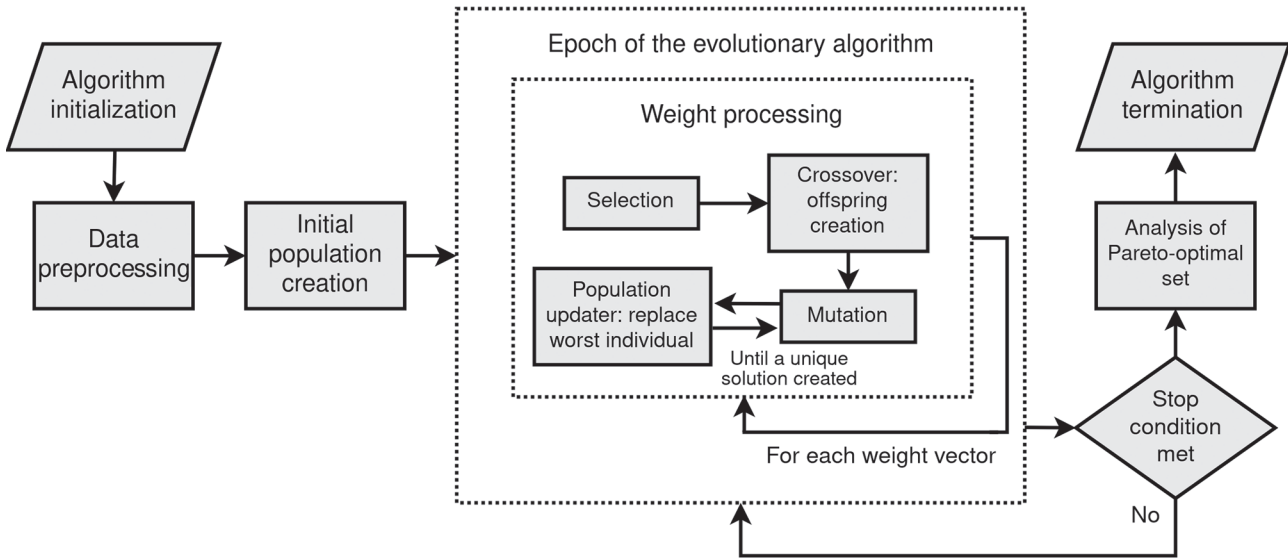 Algorithm
initialization
Data
preprocessing
Initial
population
creation
Epoch of the evolutionary algorithm
Weight processing
Selection
Crossover:
offspring
creation
Mutation
Population
updater: replace
worst individual
Until a unique
solution created
For each weight vector
Stop
condition
met
No
Analysis of
Pareto-optimal
set
Algorithm
termination